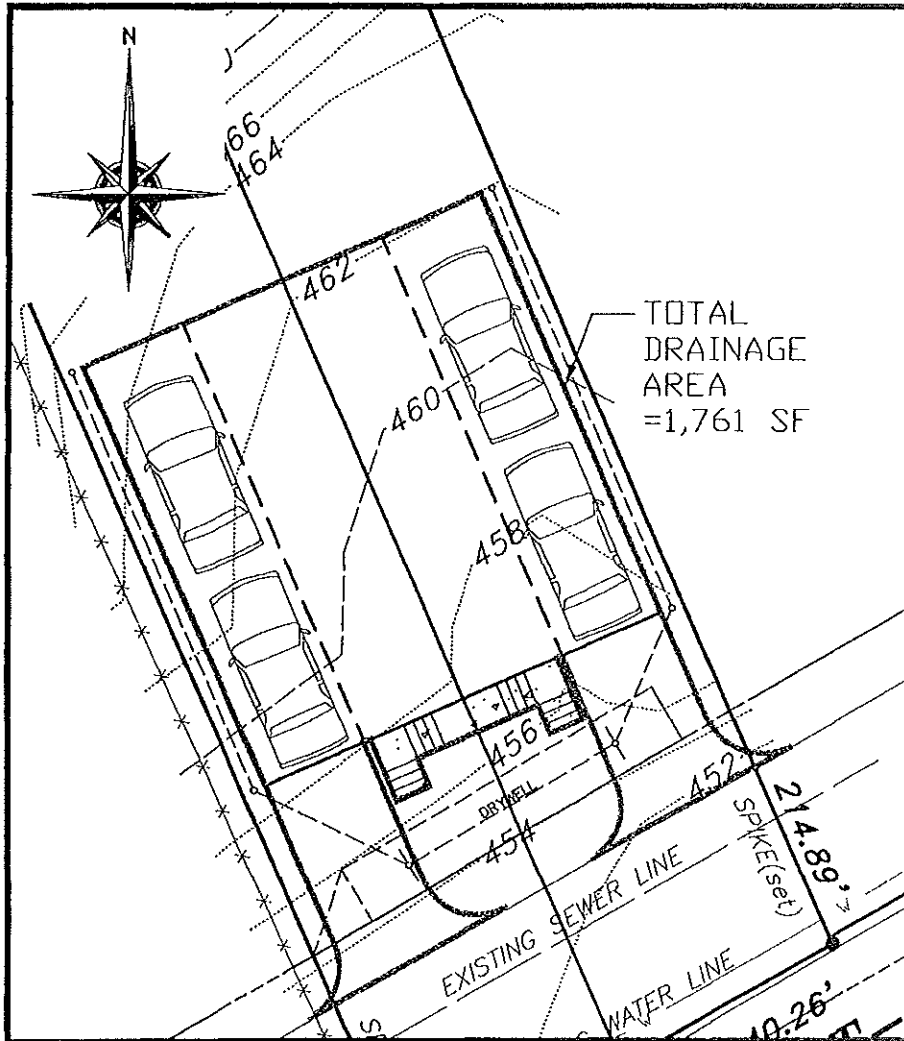 N
66
464
462
TOTAL
DRAINAGE
AREA
=1,761 SF
460
458
456
DRYWELL
454
452
214.89'
SPIKE(set)
EXISTING SEWER LINE
WATER LINE
0.26'